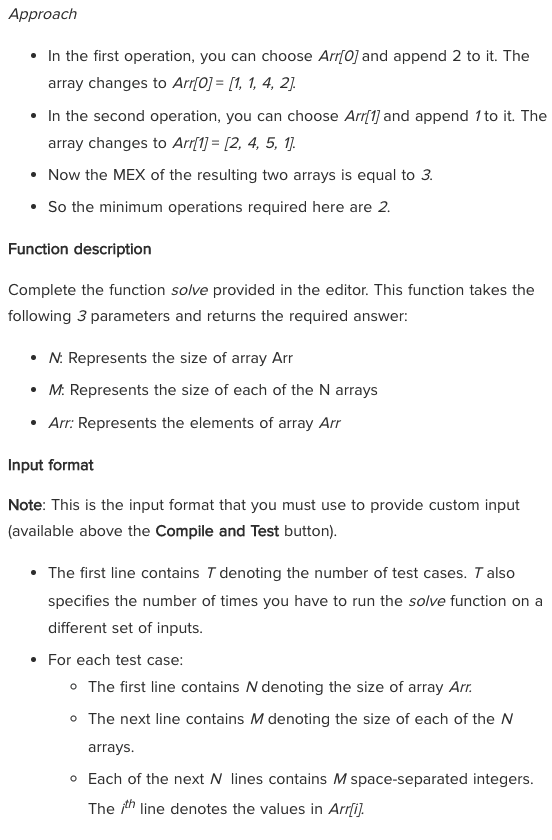 Approach
• In the first operation, you can choose Arr[0] and append 2 to it. The
array changes to Arr[0] = [1, 1, 4, 2].
• In the second operation, you can choose Arr[1] and append 1 to it. The
array changes to Arr[1] = [2, 4, 5, 1].
• Now the MEX of the resulting two arrays is equal to 3.
• So the minimum operations required here are 2.
Function description
Complete the function solve provided in the editor. This function takes the
following 3 parameters and returns the required answer:
• N: Represents the size of array Arr
• M: Represents the size of each of the N arrays
• Arr: Represents the elements of array Arr
Input format
Note: This is the input format that you must use to provide custom input
(available above the Compile and Test button).
• The first line contains T denoting the number of test cases. T also
specifies the number of times you have to run the solve function on a
different set of inputs.
• For each test case:
◦ The first line contains N denoting the size of array Arr.
◦ The next line contains M denoting the size of each of the N
arrays.
◦ Each of the next N lines contains M space-separated integers.
The ith line denotes the values in Arr[i].